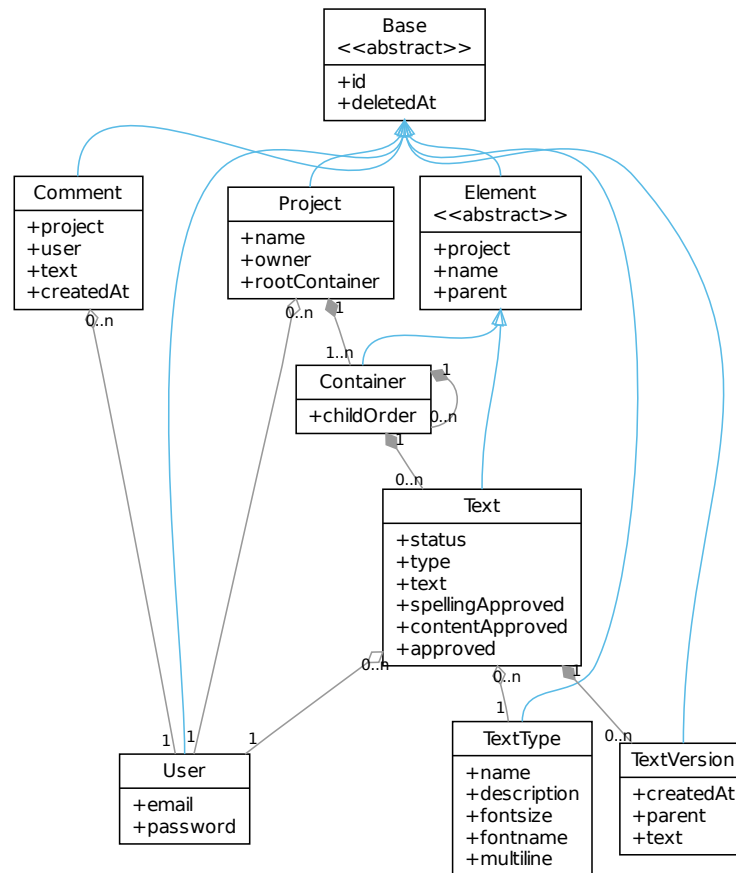 Base
<<abstract>>
+id
+deletedAt
Comment
+project
+user
+text
+createdAt
Project
+name
+owner
+rootContainer
Element
<<abstract>>
+project
+name
+parent
0..n
0..n
1
1..n
Container
+childOrder
1
0..n
1
0..n
Text
+status
+type
+text
+spellingApproved
+contentApproved
+approved
0..n
0..n
1
1
1
1
1
0..n
User
+email
+password
TextType
+name
+description
+fontsize
+fontname
+multiline
TextVersion
+createdAt
+parent
+text